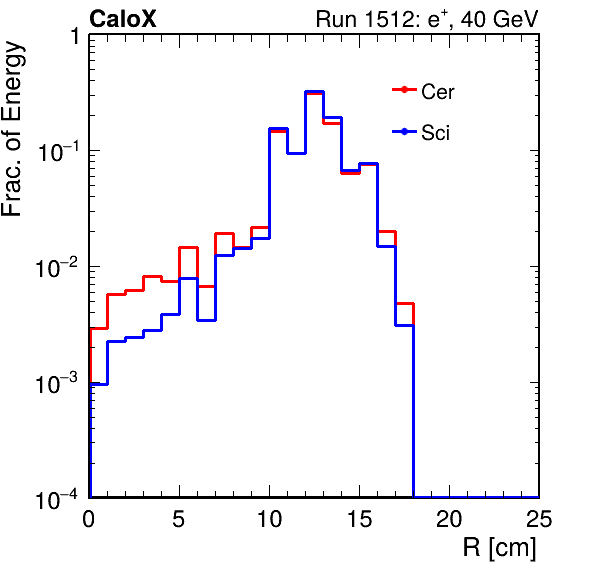 CaloX Run 1512: e⁺, 40 GeV
Frac. of Energy
1
10⁻¹
10⁻²
10⁻³
10⁻⁴
Cer
Sci
0 5 10 15 20 25
R [cm]